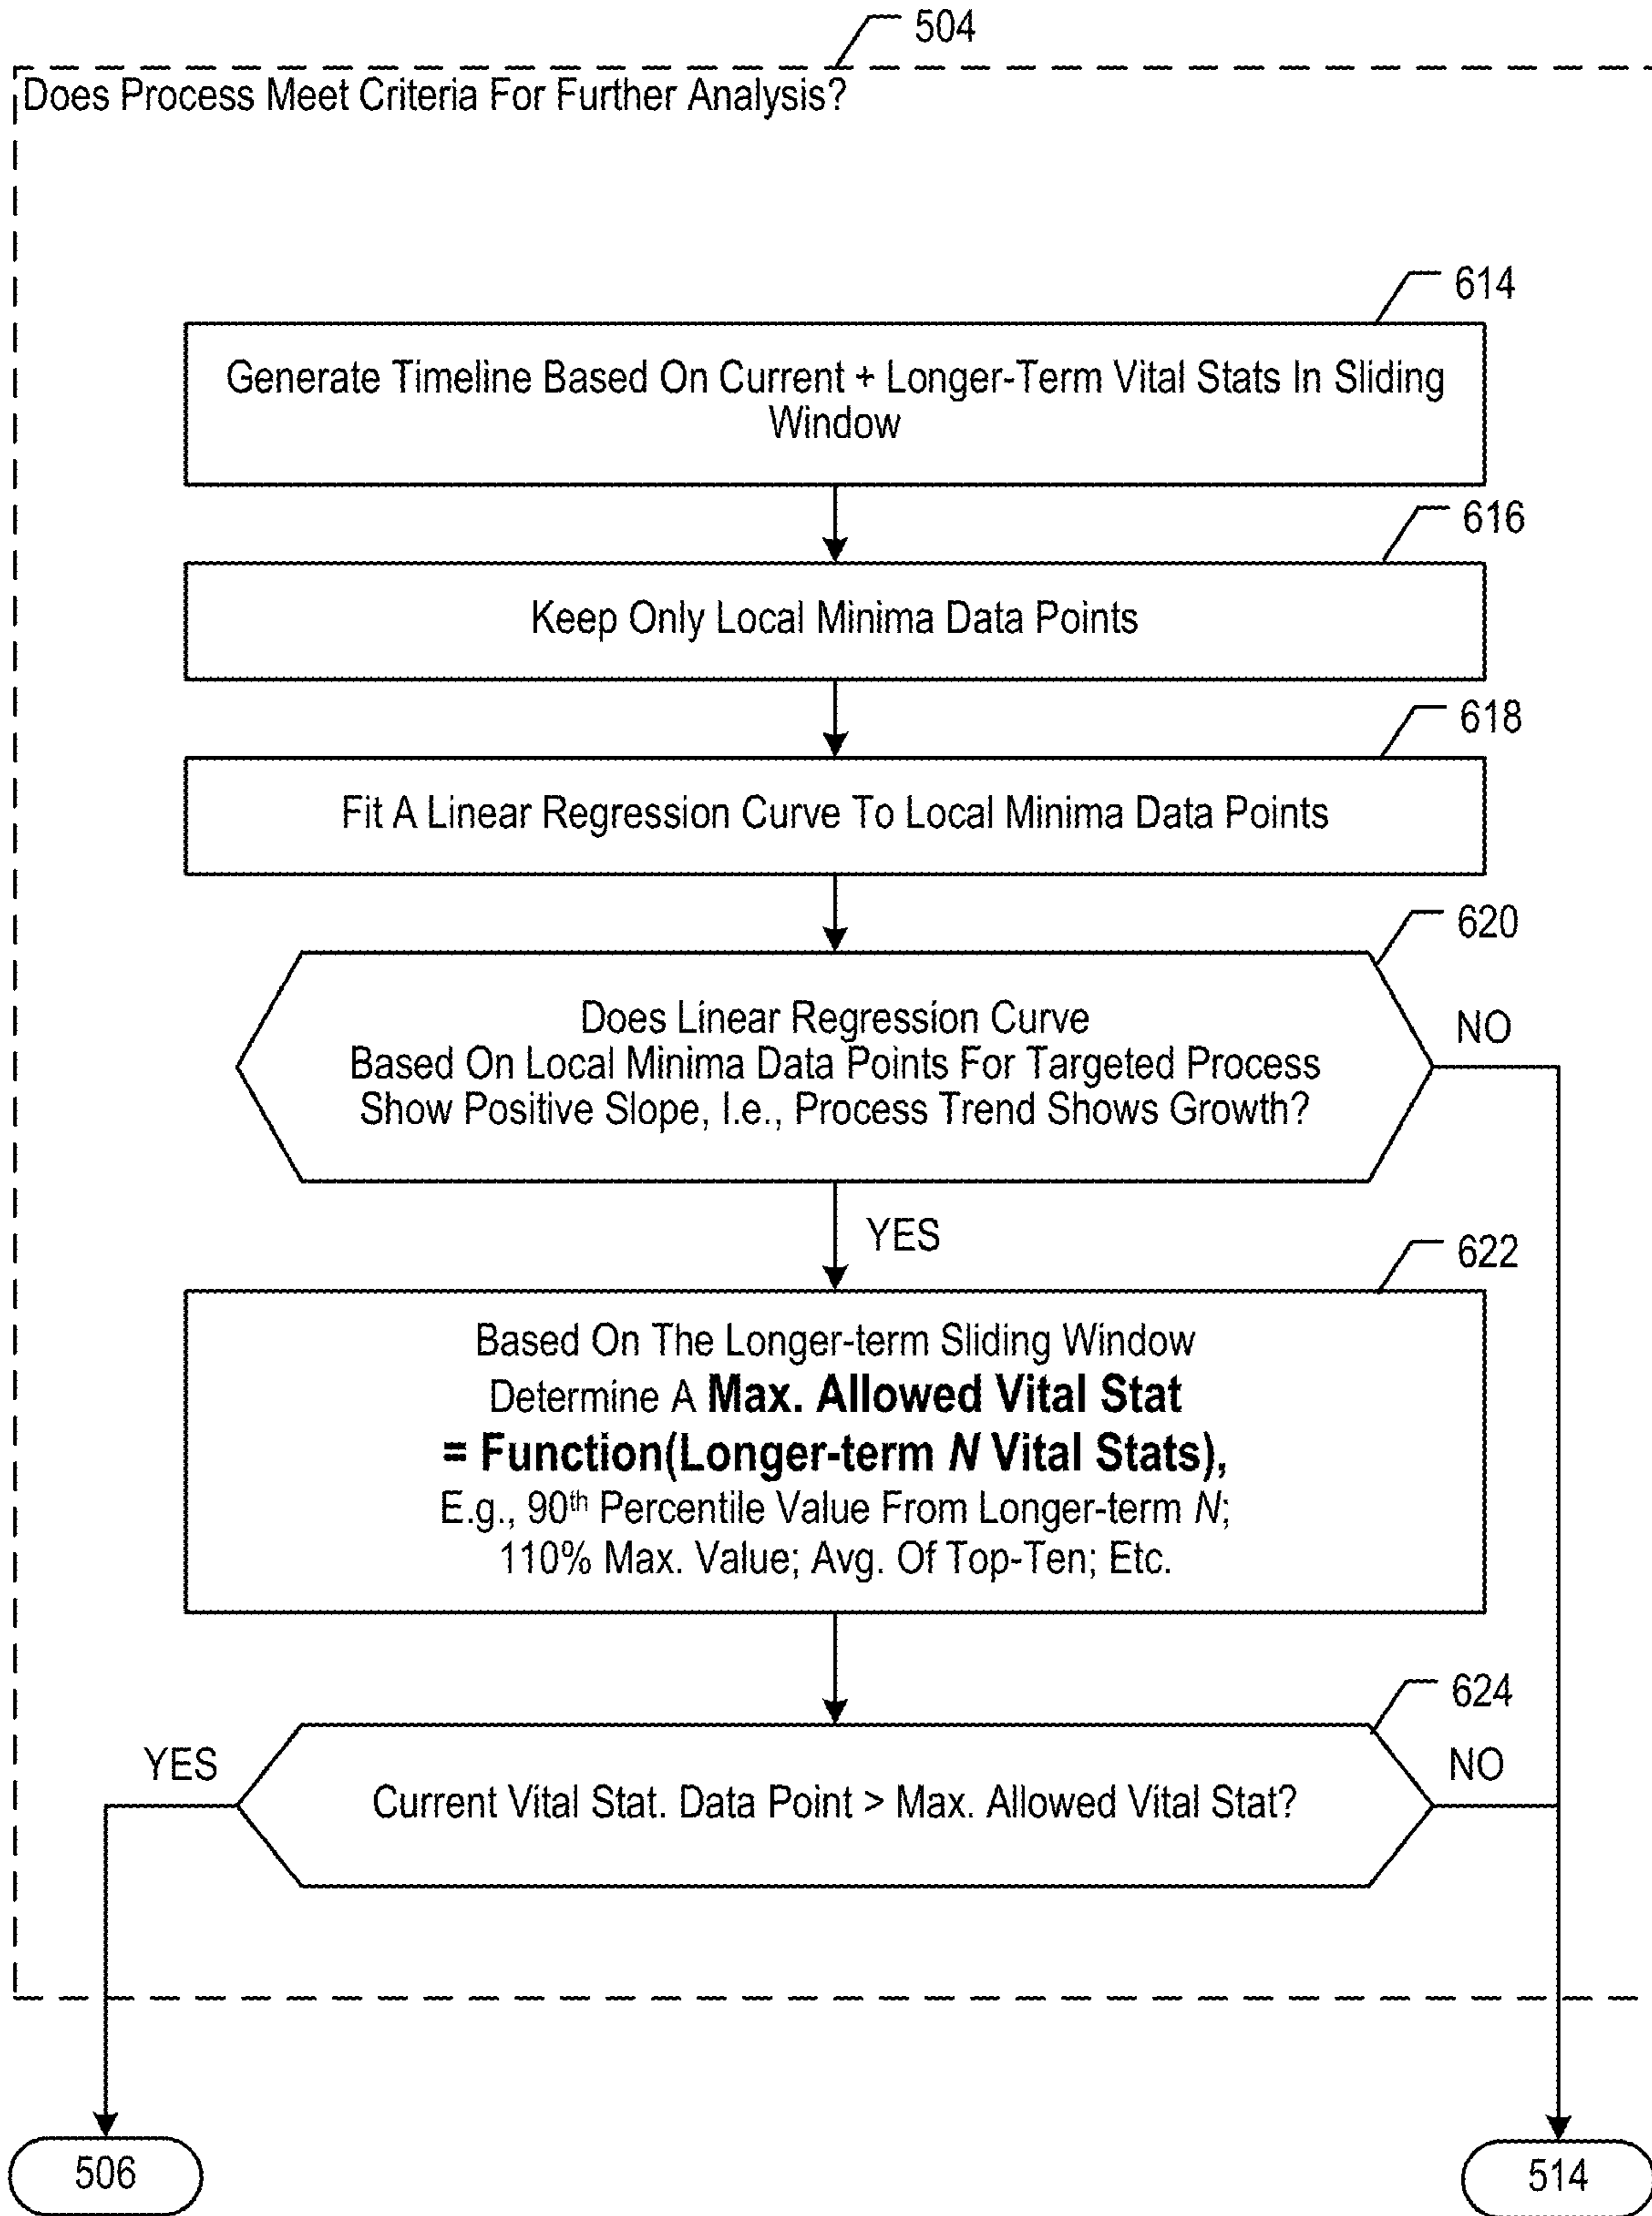 504
Does Process Meet Criteria For Further Analysis?
614
Generate Timeline Based On Current + Longer-Term Vital Stats In Sliding
Window
616
Keep Only Local Minima Data Points
618
Fit A Linear Regression Curve To Local Minima Data Points
620
Does Linear Regression Curve
Based On Local Minima Data Points For Targeted Process
Show Positive Slope, I.e., Process Trend Shows Growth?
NO
YES
622
Based On The Longer-term Sliding Window
Determine A Max. Allowed Vital Stat
= Function(Longer-term N Vital Stats),
E.g., 90th Percentile Value From Longer-term N;
110% Max. Value; Avg. Of Top-Ten; Etc.
624
YES
Current Vital Stat. Data Point > Max. Allowed Vital Stat?
NO
506
514